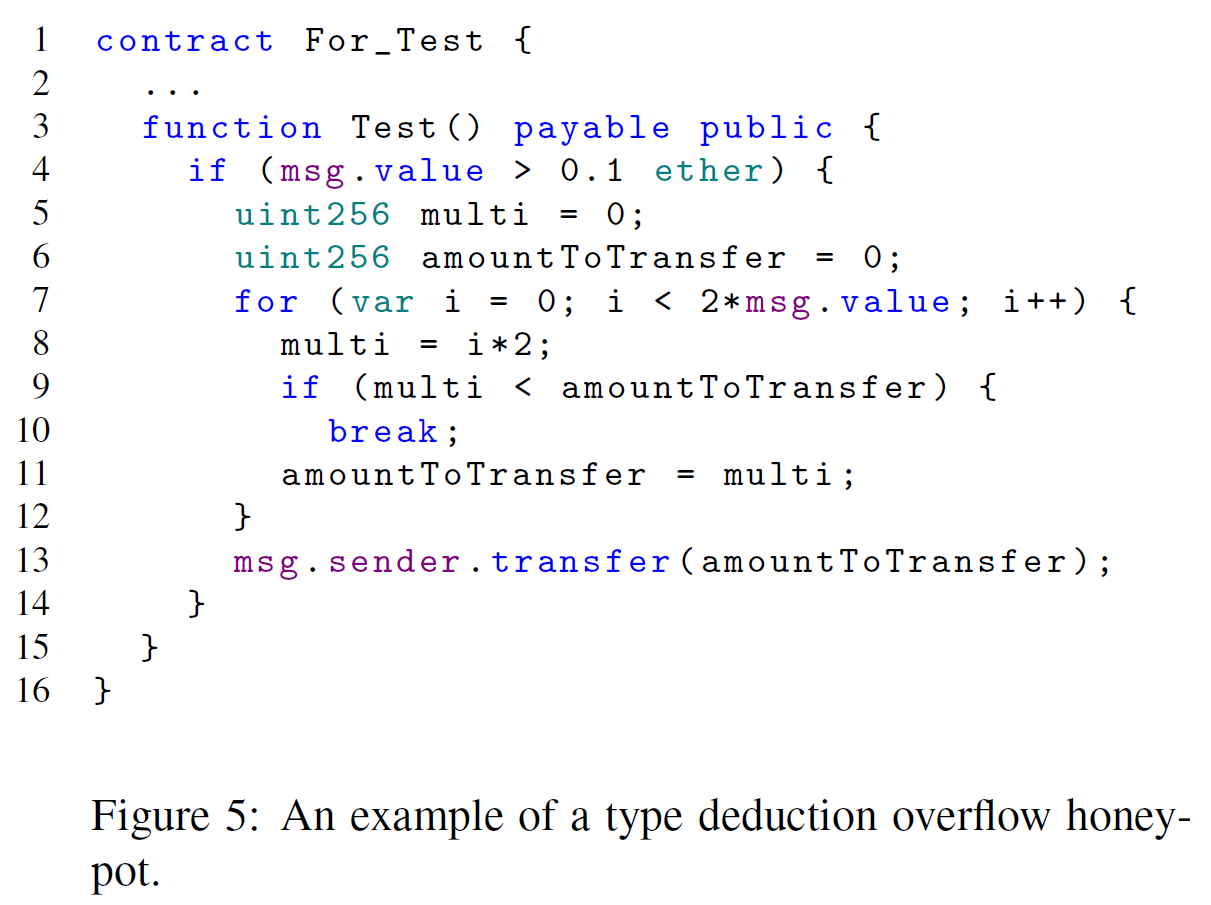 1 contract For_Test {
2 ...
3 function Test() payable public {
4 if (msg.value > 0.1 ether) {
5 uint256 multi = 0;
6 uint256 amountToTransfer = 0;
7 for (var i = 0; i < 2*msg.value; i++) {
8 multi = i*2;
9 if (multi < amountToTransfer) {
10 break;
11 amountToTransfer = multi;
12 }
13 msg.sender.transfer(amountToTransfer);
14 }
15 }
16 }
Figure 5: An example of a type deduction overflow honey-
pot.